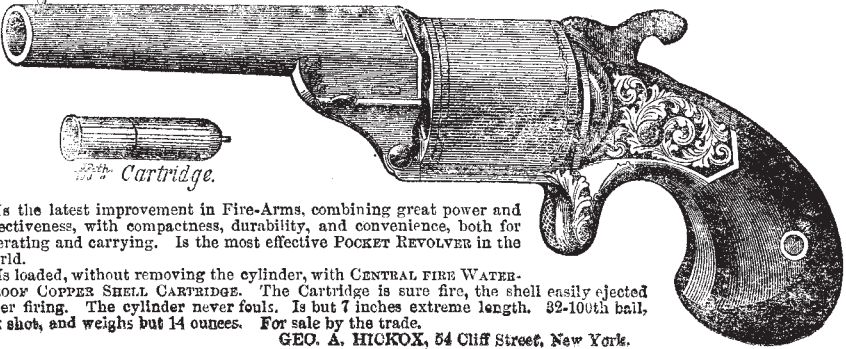 Cartridge.
Is the latest improvement in Fire-Arms, combining great power and
ectiveness, with compactness, durability, and convenience, both for
erating and carrying. Is the most effective POCKET REVOLVER in the
rld.
Is loaded, without removing the cylinder, with CENTRAL FIRE WATER-
OOF COPPER SHELL CARTRIDGE. The Cartridge is sure fire, the shell easily ejected
er firing. The cylinder never fouls. Is but 7 inches extreme length. 32-100th ball,
shot, and weighs but 14 ounces. For sale by the trade.
GEO. A. HICKOX, 54 Cliff Street, New York.